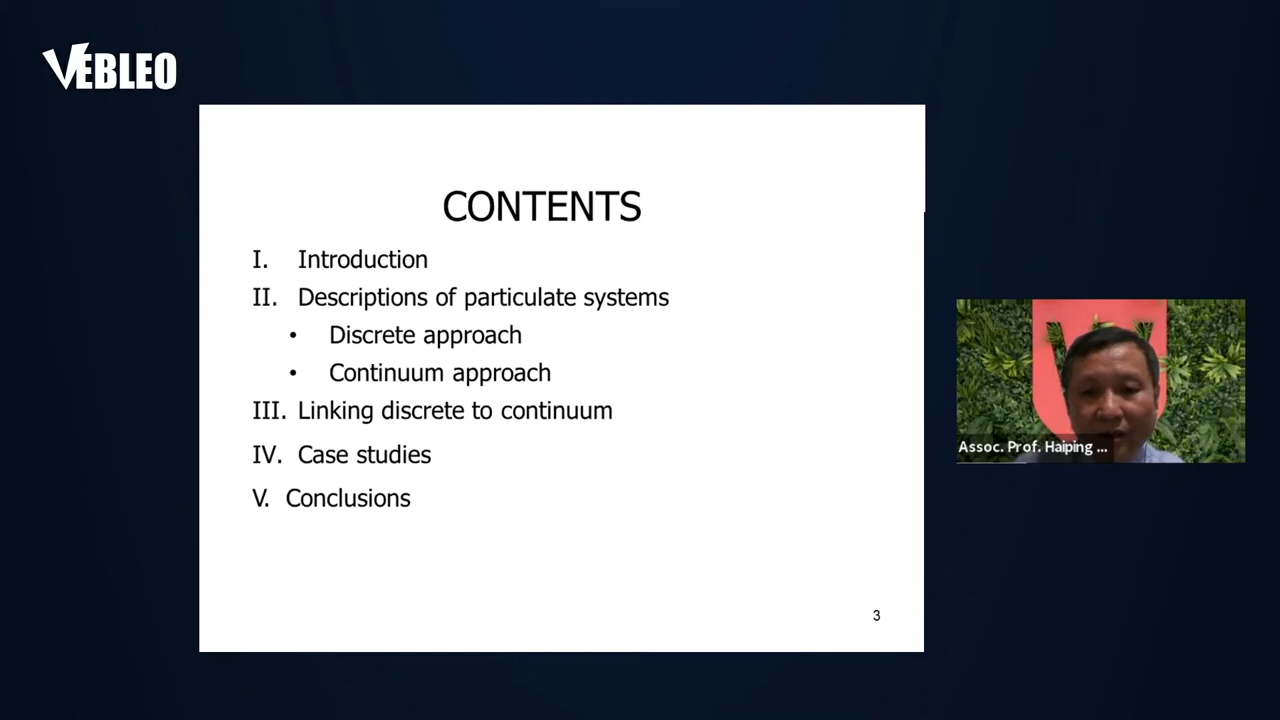 VEBLEO
CONTENTS
I. Introduction
II. Descriptions of particulate systems
• Discrete approach
• Continuum approach
III. Linking discrete to continuum
IV. Case studies
V. Conclusions
3
Assoc. Prof. Haiping ...